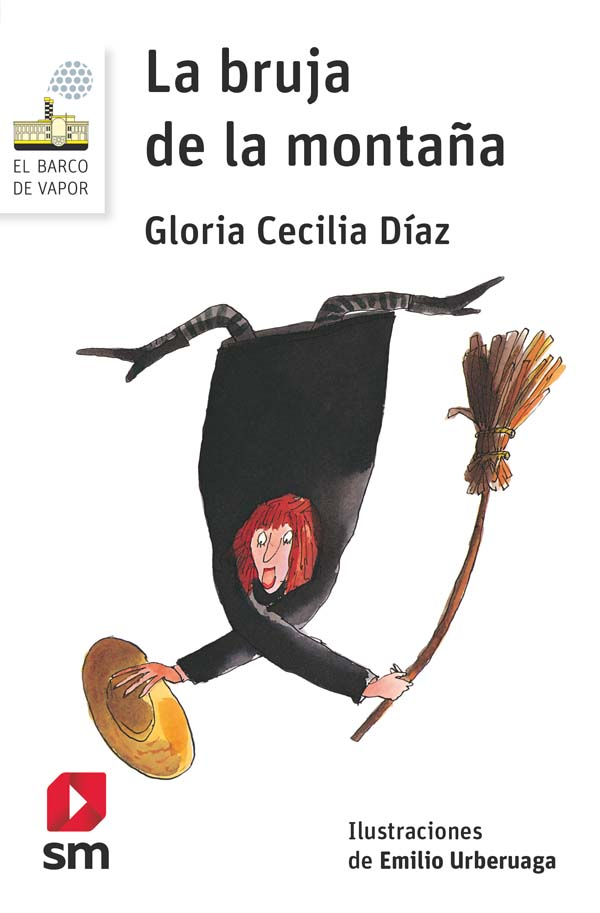 La bruja
de la montaña
EL BARCO
DE VAPOR
Gloria Cecilia Díaz
sm
Ilustraciones
de Emilio Urberuaga